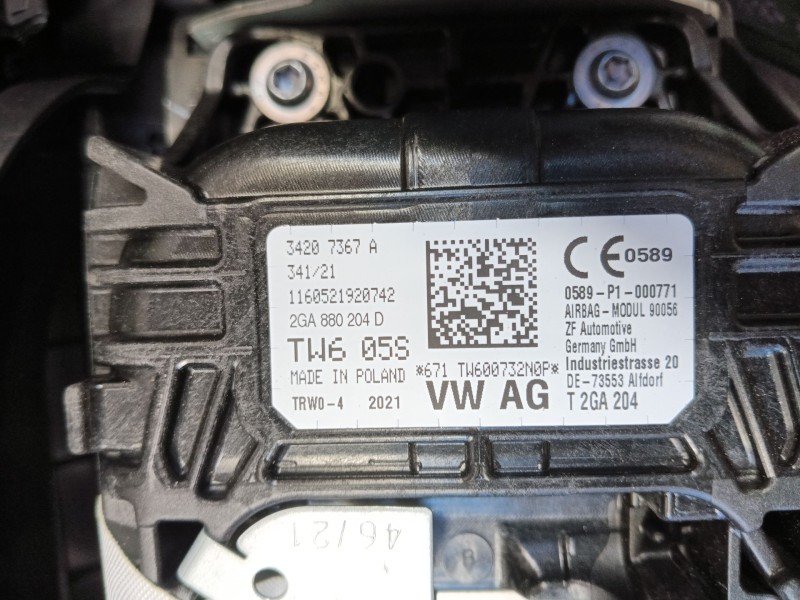 3420 7367 A
341/21
1160521920742
2GA 880 204 D
TW6 05S
MADE IN POLAND
TRW0-4 2021
*671 TW600732N0P*
VW AG
CE 0589
0589-P1-000771
AIRBAG-MODUL 90056
ZF Automotive
Germany GmbH
Industriestrasse 20
DE-73553 Alfdorf
T 2GA 204
46/21